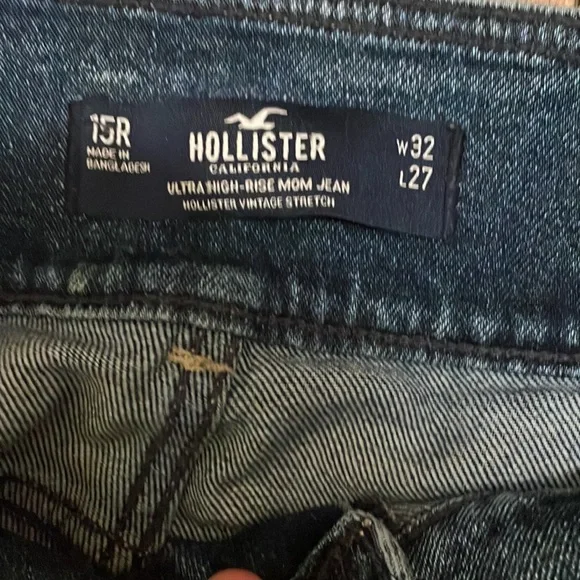 15R
MADE IN
BANGLADESH
HOLLISTER
CALIFORNIA
ULTRA HIGH-RISE MOM JEAN
HOLLISTER VINTAGE STRETCH
W32
L27